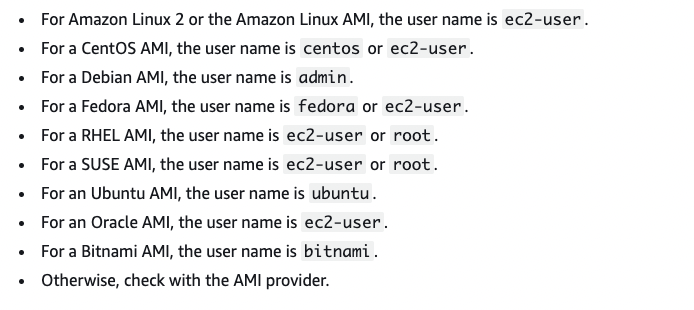 • For Amazon Linux 2 or the Amazon Linux AMI, the user name is ec2-user.
• For a CentOS AMI, the user name is centos or ec2-user.
• For a Debian AMI, the user name is admin.
• For a Fedora AMI, the user name is fedora or ec2-user.
• For a RHEL AMI, the user name is ec2-user or root.
• For a SUSE AMI, the user name is ec2-user or root.
• For an Ubuntu AMI, the user name is ubuntu.
• For an Oracle AMI, the user name is ec2-user.
• For a Bitnami AMI, the user name is bitnami.
• Otherwise, check with the AMI provider.